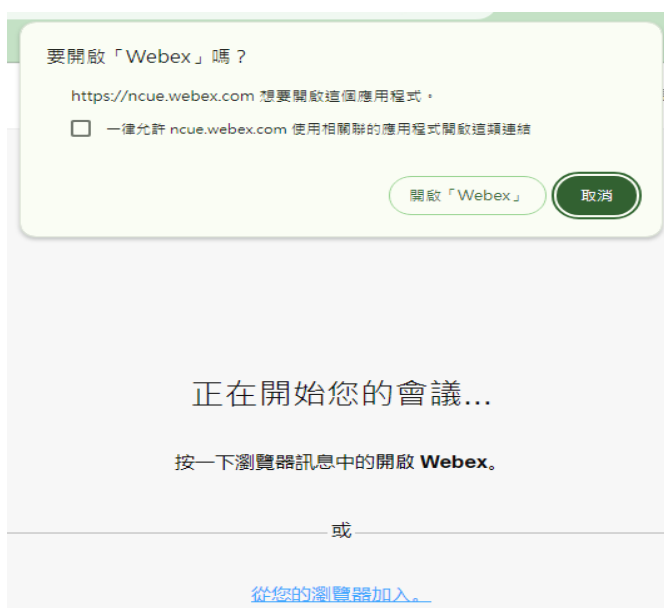 要開啟「Webex」嗎？
https://ncue.webex.com 想要開啟這個應用程式。
一律允許 ncue.webex.com 使用相關聯的應用程式開啟這類連結
開啟「Webex」
取消
正在開始您的會議...
按一下瀏覽器訊息中的開啟 Webex。
或
從您的瀏覽器加入。